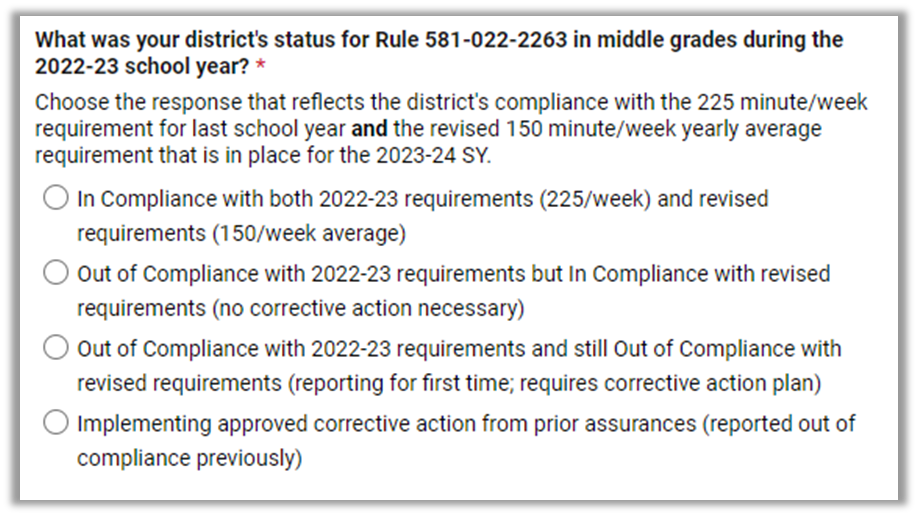 What was your district's status for Rule 581-022-2263 in middle grades during the
2022-23 school year? *
Choose the response that reflects the district's compliance with the 225 minute/week
requirement for last school year and the revised 150 minute/week yearly average
requirement that is in place for the 2023-24 SY.
In Compliance with both 2022-23 requirements (225/week) and revised
requirements (150/week average)
Out of Compliance with 2022-23 requirements but In Compliance with revised
requirements (no corrective action necessary)
Out of Compliance with 2022-23 requirements and still Out of Compliance with
revised requirements (reporting for first time; requires corrective action plan)
Implementing approved corrective action from prior assurances (reported out of
compliance previously)